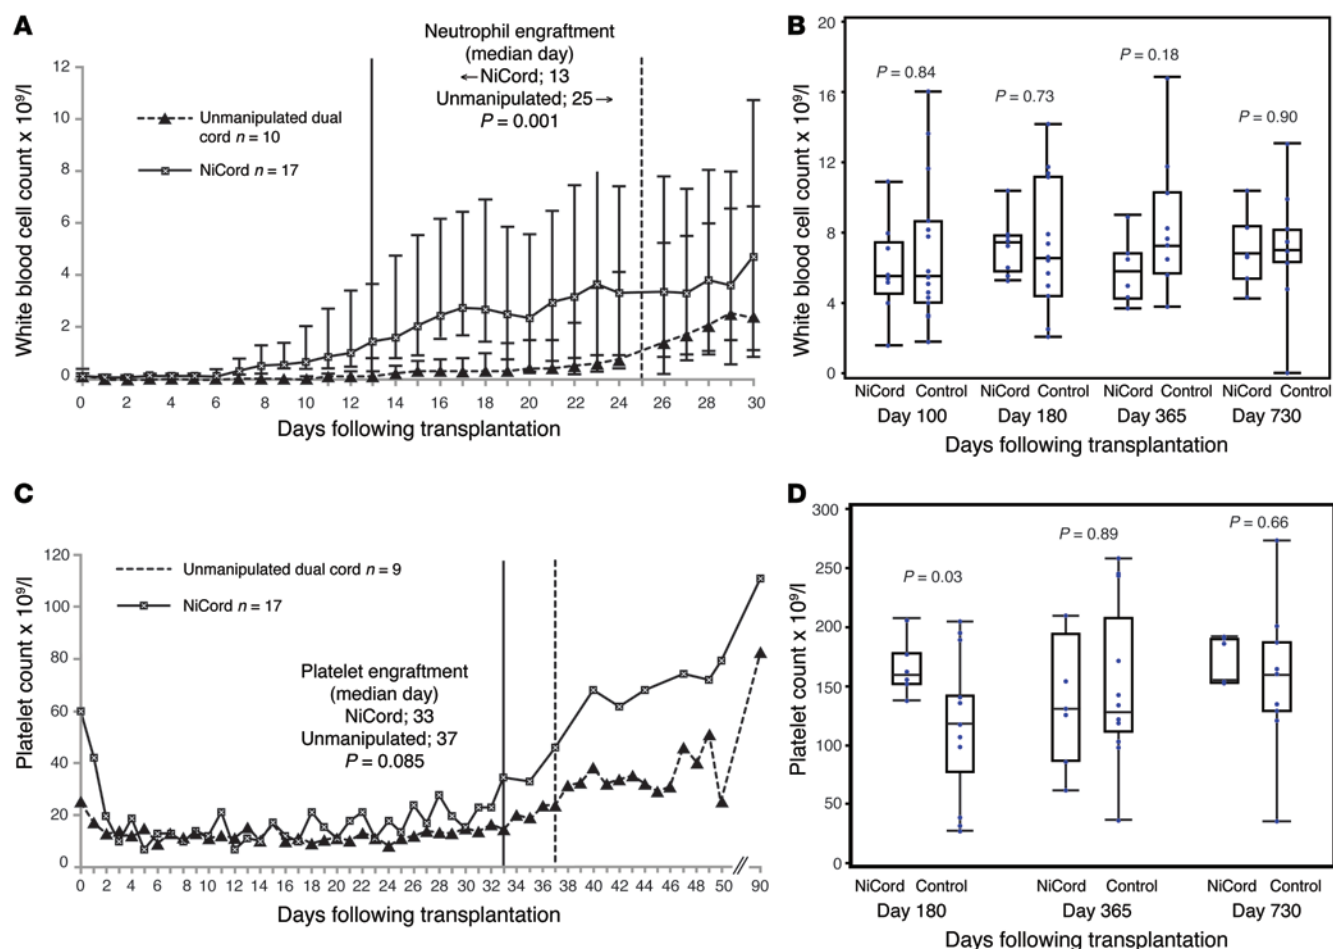 A
Neutrophil engraftment
(median day)
←NiCord; 13
Unmanipulated; 25→
P = 0.001
Unmanipulated dual
cord n = 10
NiCord n = 17
White blood cell count x 10⁹/l
12
10
8
6
4
2
0
0 2 4 6 8 10 12 14 16 18 20 22 24 26 28 30
Days following transplantation
B
White blood cell count x 10⁹/l
20
16
12
8
4
0
P = 0.84
P = 0.73
P = 0.18
P = 0.90
NiCord Control NiCord Control NiCord Control NiCord Control
Day 100 Day 180 Day 365 Day 730
Days following transplantation
C
Platelet count x 10⁹/l
120
100
80
60
40
20
0
Unmanipulated dual cord n = 9
NiCord n = 17
Platelet engraftment
(median day)
NiCord; 33
Unmanipulated; 37
P = 0.085
0 2 4 6 8 10 12 14 16 18 20 22 24 26 28 30 32 34 36 38 40 42 44 46 48 50 90
Days following transplantation
D
Platelet count x 10⁹/l
300
250
200
150
100
50
0
P = 0.03
P = 0.89
P = 0.66
NiCord Control NiCord Control NiCord Control
Day 180 Day 365 Day 730
Days following transplantation